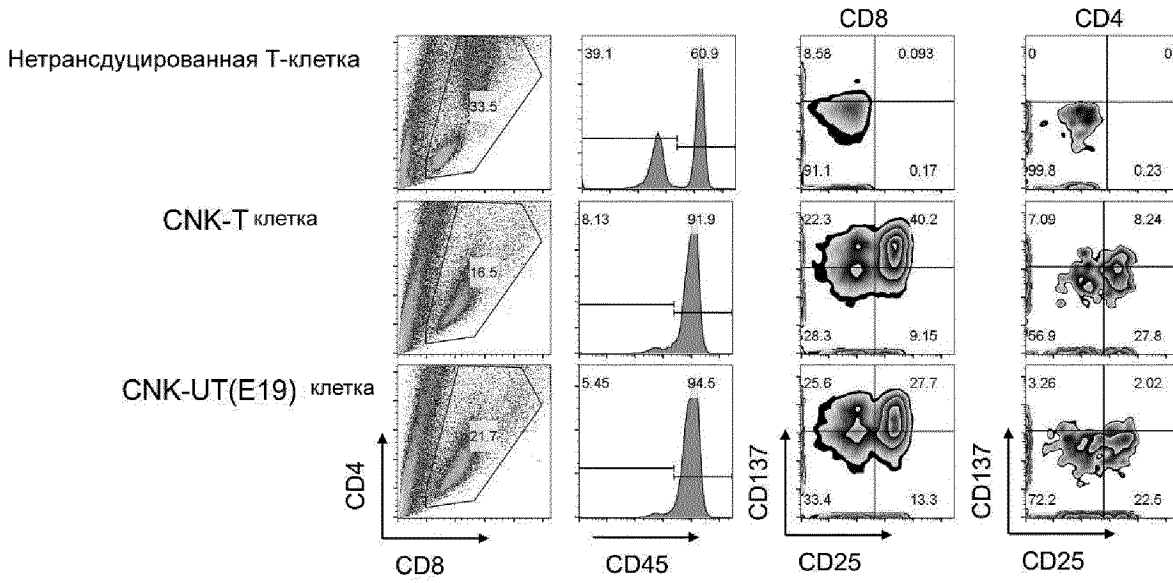 CD8 CD4
Нетрансдуцированная Т-клетка
33.5
39.1 60.9
8.58 0.093
91.1 0.17
0 0
99.8 0.23
CNK-T клетка
16.5
8.13 91.9
22.3 40.2
28.3 9.15
7.09 8.24
56.9 27.8
CNK-UT(E19) клетка
21.7
5.45 94.5
25.6 27.7
33.4 13.3
3.26 2.02
72.2 22.5
CD4
CD137
CD137
CD8 CD45 CD25 CD25